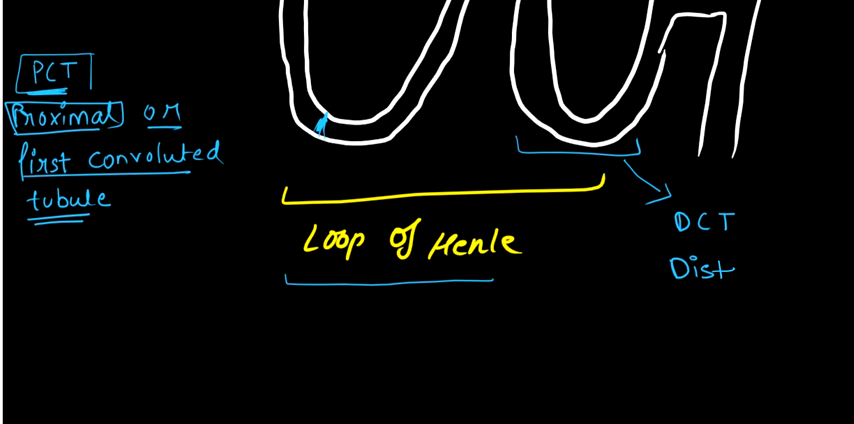 PCT
Proximal or
first convoluted
tubule
Loop of Henle
DCT
Dist